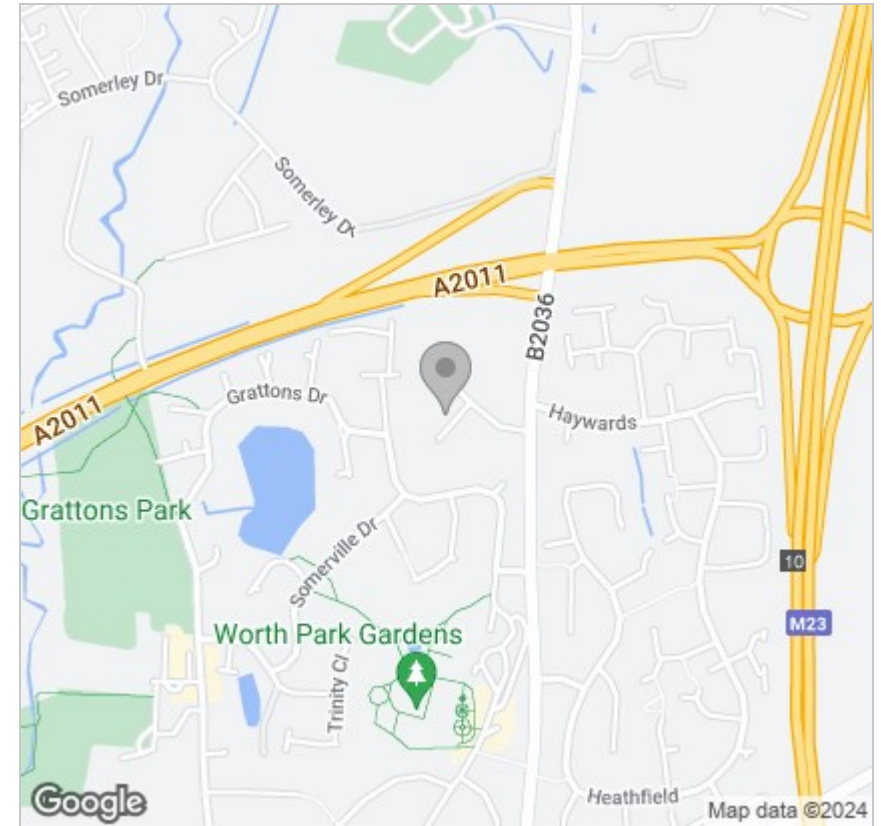 Somerley Dr
Somerley Dr
A2011
B2036
Grattons Dr
Haywards
A2011
Grattons Park
Somerville Dr
10
M23
Worth Park Gardens
Trinity Cl
Heathfield
Google
Map data ©2024